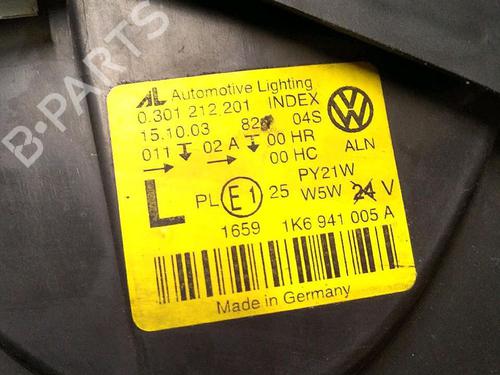 B-PARTS
AL Automotive Lighting
0.301 212 201 INDEX
15.10.03 04S
011 02 A 00 HR
00 HC ALN
VW
L PL E1 25 PY21W
W5W 24 V
1659 1K6 941 005 A
Made in Germany